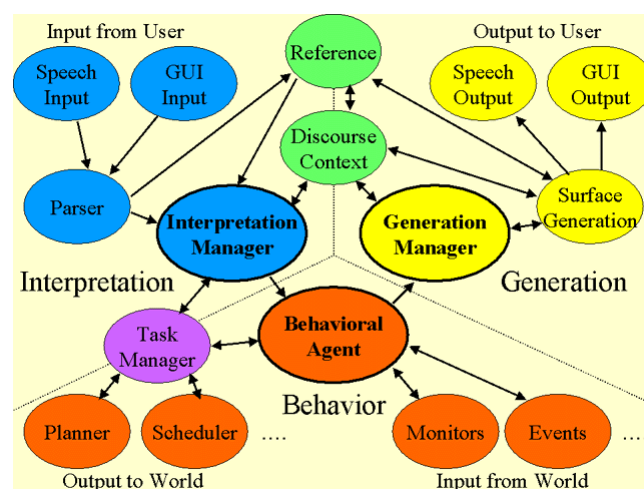 Input from User
Output to User
Reference
Speech
Input
GUI
Input
Speech
Output
GUI
Output
Discourse
Context
Parser
Interpretation
Manager
Generation
Manager
Surface
Generation
Interpretation
Generation
Task
Manager
Behavioral
Agent
Behavior
Planner
Scheduler
....
Monitors
Events
...
Output to World
Input from World